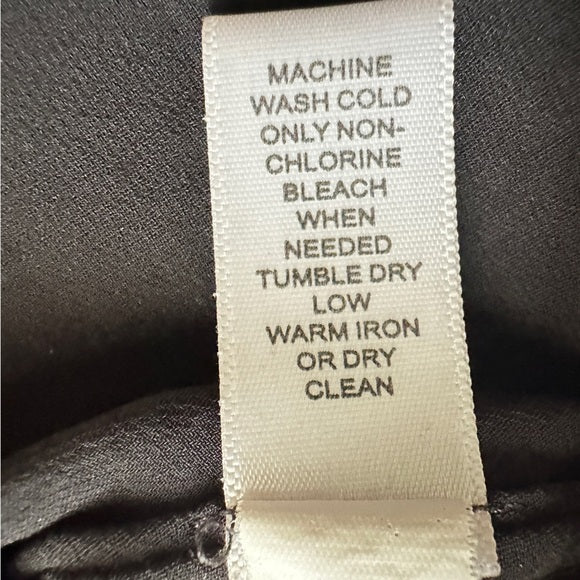 MACHINE
WASH COLD
ONLY NON-
CHLORINE
BLEACH
WHEN
NEEDED
TUMBLE DRY
LOW
WARM IRON
OR DRY
CLEAN